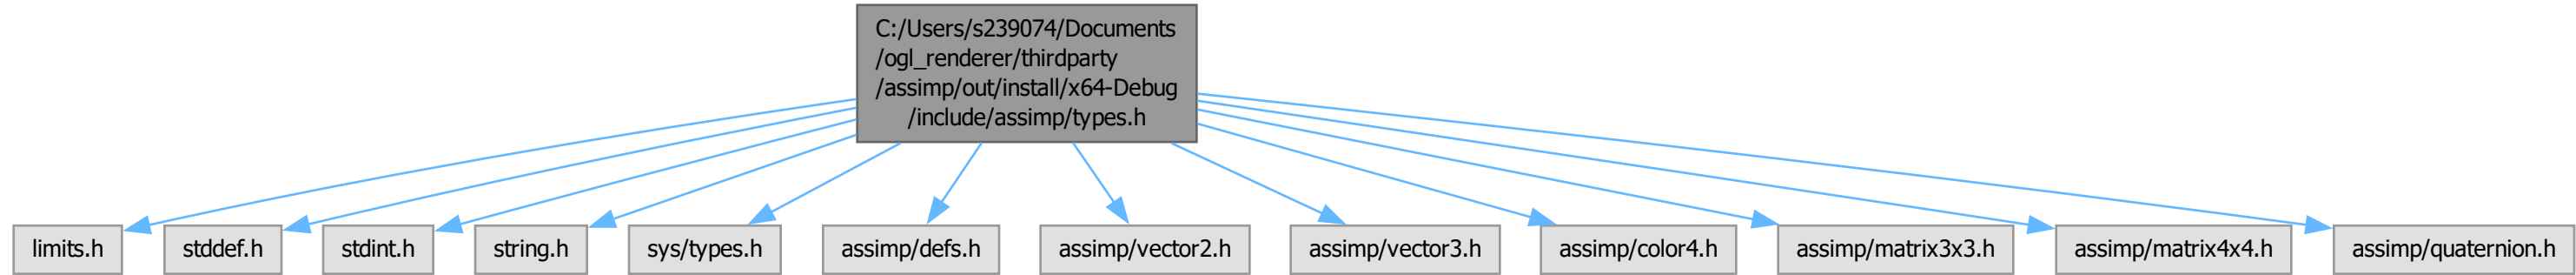 C:/Users/s239074/Documents
/ogl_renderer/thirdparty
/assimp/out/install/x64-Debug
/include/assimp/types.h
limits.h
stddef.h
stdint.h
string.h
sys/types.h
assimp/defs.h
assimp/vector2.h
assimp/vector3.h
assimp/color4.h
assimp/matrix3x3.h
assimp/matrix4x4.h
assimp/quaternion.h